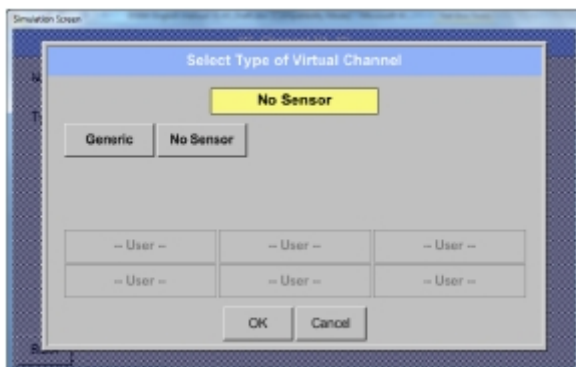 Simulation Screen
Select Type of Virtual Channel
No Sensor
Generic No Sensor
-- User -- -- User -- -- User --
-- User -- -- User -- -- User --
OK Cancel